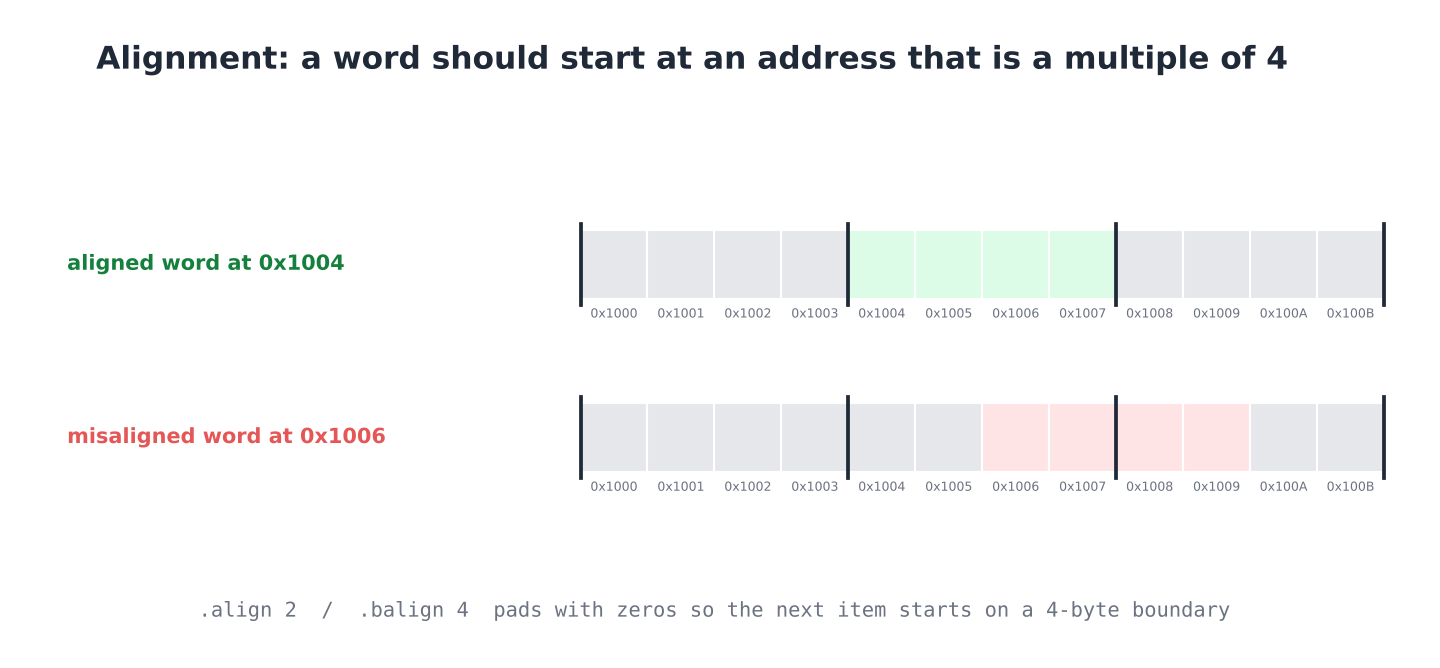 Alignment: a word should start at an address that is a multiple of 4
aligned word at 0x1004
0x1000 0x1001 0x1002 0x1003 0x1004 0x1005 0x1006 0x1007 0x1008 0x1009 0x100A 0x100B
misaligned word at 0x1006
0x1000 0x1001 0x1002 0x1003 0x1004 0x1005 0x1006 0x1007 0x1008 0x1009 0x100A 0x100B
.align 2  /  .balign 4  pads with zeros so the next item starts on a 4-byte boundary